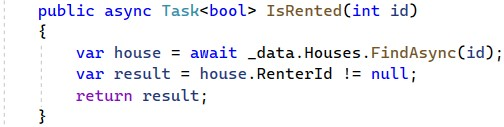 public async Task<bool> IsRented(int id)
{
    var house = await _data.Houses.FindAsync(id);
    var result = house.RenterId != null;
    return result;
}